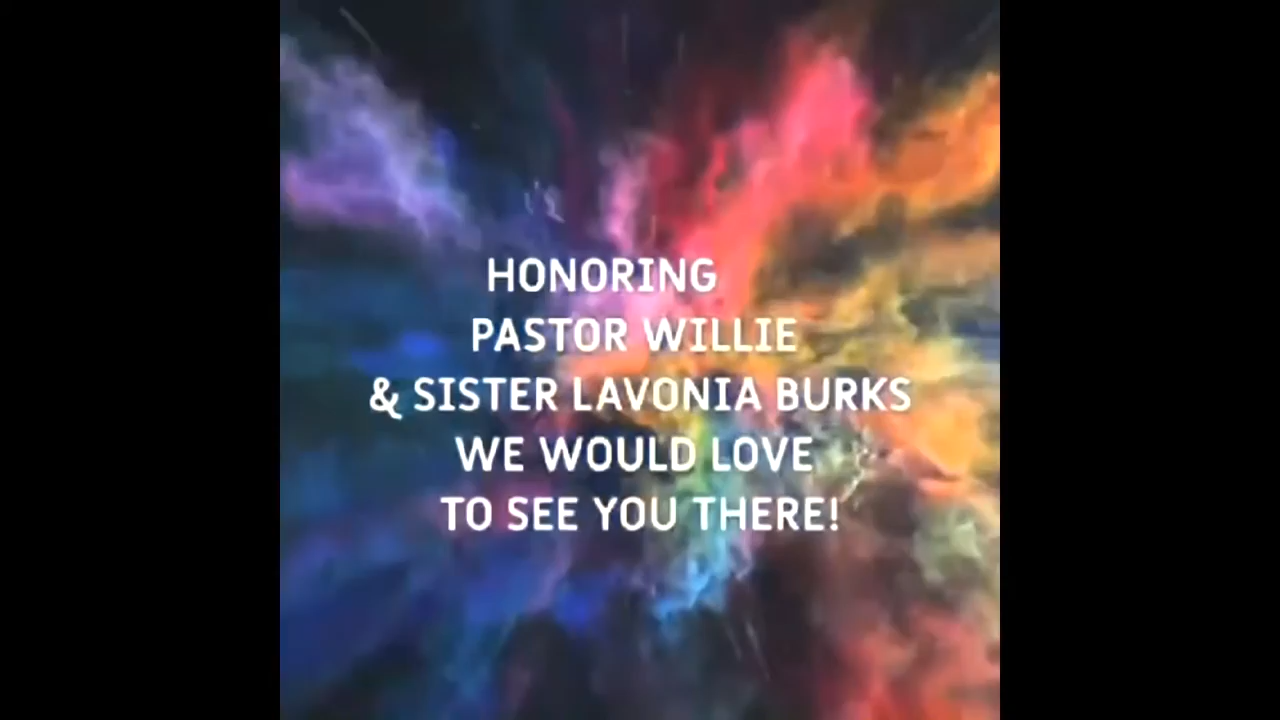 HONORING
PASTOR WILLIE
& SISTER LAVONIA BURKS
WE WOULD LOVE
TO SEE YOU THERE!